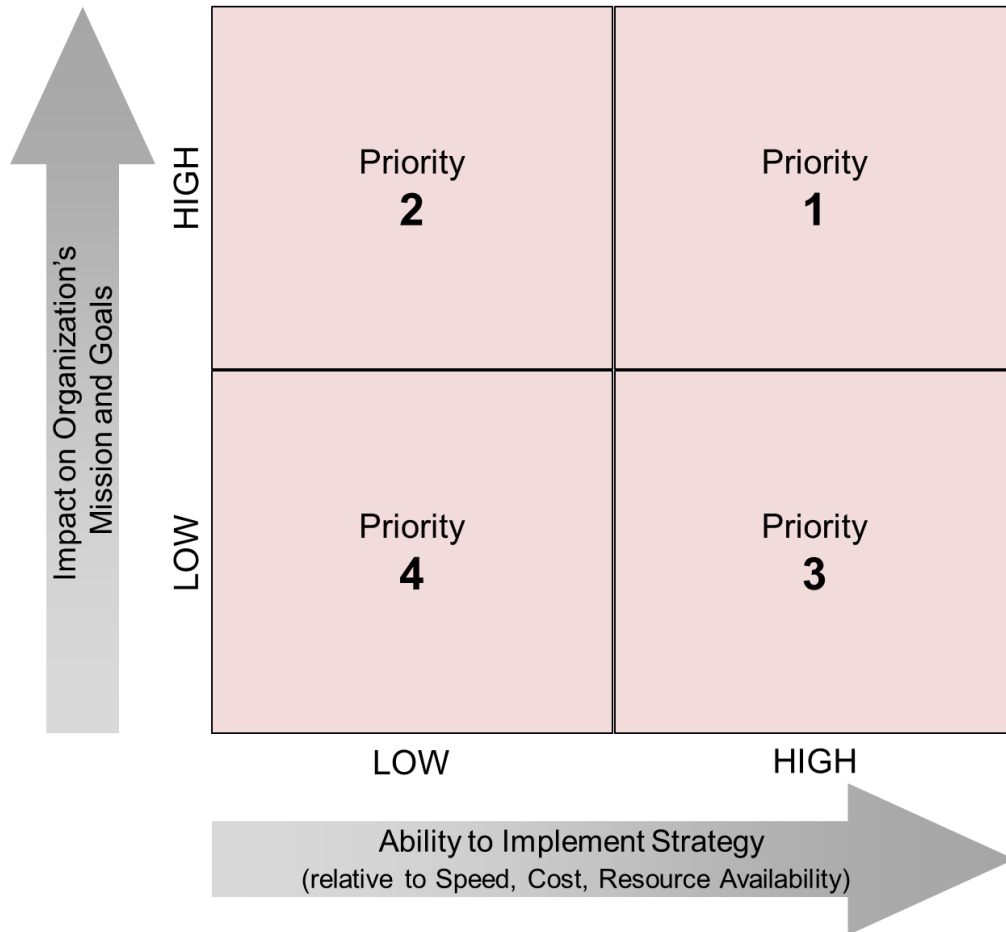 Impact on Organization’s
Mission and Goals
HIGH
Priority
2
Priority
1
LOW
Priority
4
Priority
3
LOW
HIGH
Ability to Implement Strategy
(relative to Speed, Cost, Resource Availability)